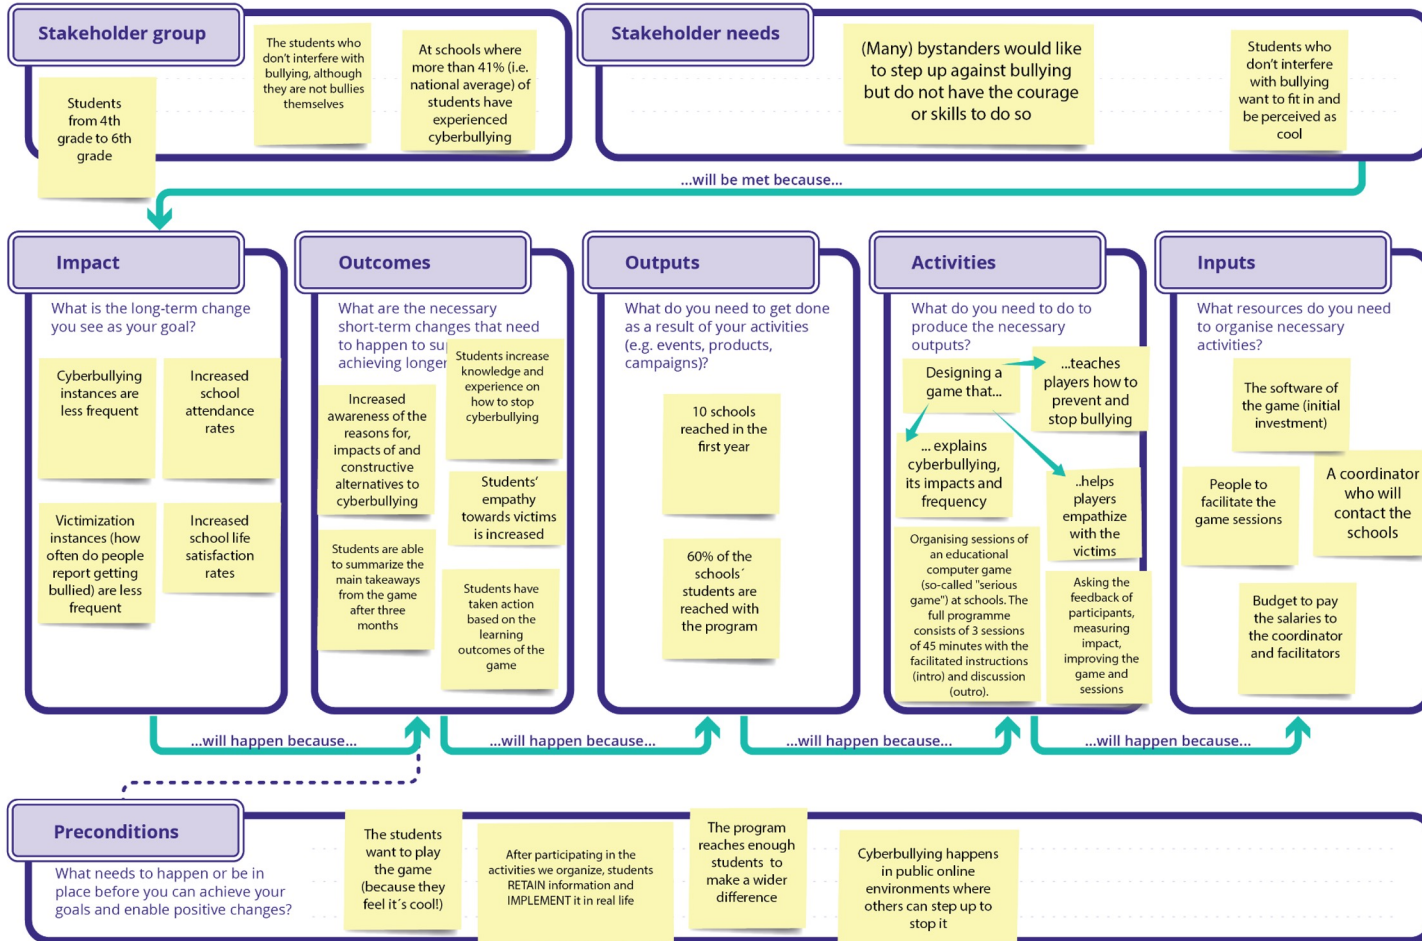 Stakeholder group
Students
from 4th
grade to 6th
grade
The students who
don't interfere with
bullying, although
they are not bullies
themselves
At schools where
more than 41% (i.e.
national average) of
students have
experienced
cyberbullying
Stakeholder needs
(Many) bystanders would like
to step up against bullying
but do not have the courage
or skills to do so
Students who
don't interfere
with bullying
want to fit in and
be perceived as
cool
...will be met because...
Impact
What is the long-term change
you see as your goal?
Cyberbullying
instances are
less frequent
Increased
school
attendance
rates
Victimization
instances (how
often do people
report getting
bullied) are less
frequent
Increased
school life
satisfaction
rates
Outcomes
What are the necessary
short-term changes that need
to happen to su
achieving longer
Students increase
knowledge and
experience on
how to stop
cyberbullying
Increased
awareness of the
reasons for,
impacts of and
constructive
alternatives to
cyberbullying
Students'
empathy
towards victims
is increased
Students are able
to summarize the
main takeaways
from the game
after three
months
Students have
taken action
based on the
learning
outcomes of the
game
Outputs
What do you need to get done
as a result of your activities
(e.g. events, products,
campaigns)?
10 schools
reached in the
first year
60% of the
schools´
students are
reached with
the program
Activities
What do you need to do to
produce the necessary
outputs?
Designing a
game that...
...teaches
players how to
prevent and
stop bullying
... explains
cyberbullying,
its impacts and
frequency
..helps
players
empathize
with the
victims
Organising sessions of
an educational
computer game
(so-called "serious
game") at schools. The
full programme
consists of 3 sessions
of 45 minutes with the
facilitated instructions
(intro) and discussion
(outro).
Asking the
feedback of
participants,
measuring
impact,
improving the
game and
sessions
Inputs
What resources do you need
to organise necessary
activities?
The software of
the game (initial
investment)
People to
facilitate the
game sessions
A coordinator
who will
contact the
schools
Budget to pay
the salaries to
the coordinator
and facilitators
...will happen because...
...will happen because...
...will happen because...
...will happen because...
Preconditions
What needs to happen or be in
place before you can achieve your
goals and enable positive changes?
The students
want to play
the game
(because they
feel it´s cool!)
After participating in the
activities we organize, students
RETAIN information and
IMPLEMENT it in real life
The program
reaches enough
students to
make a wider
difference
Cyberbullying happens
in public online
environments where
others can step up to
stop it